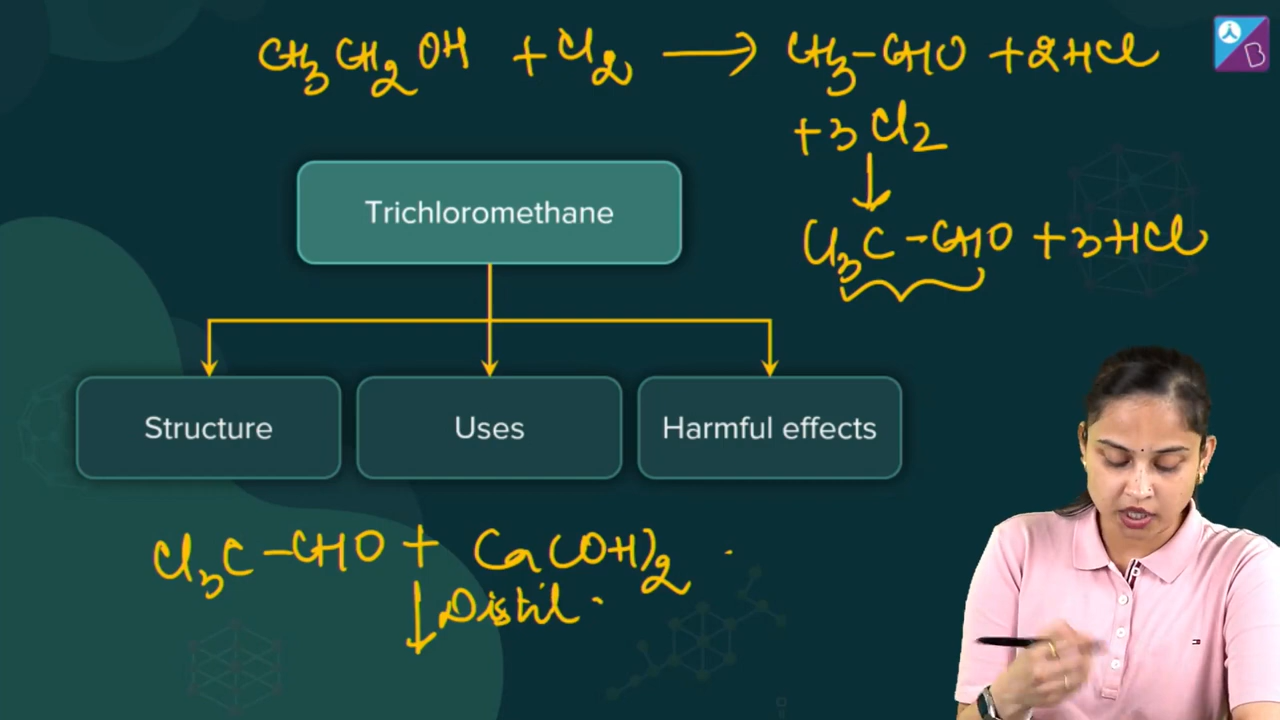 CH3CH2OH + Cl2 → CH3-CHO + 2HCl
+3Cl2
↓
Cl3C-CHO + 3HCl
Trichloromethane
Structure
Uses
Harmful effects
Cl3C-CHO + Ca(OH)2
↓ Distil.
B